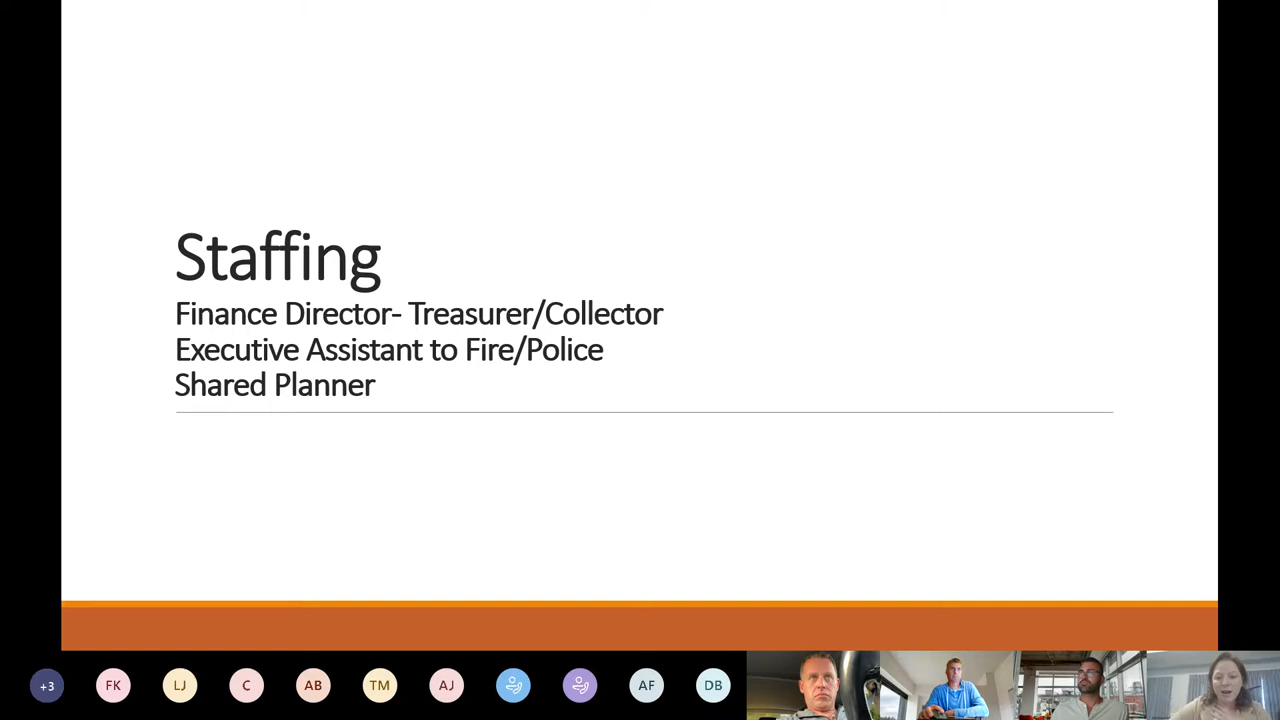 Staffing
Finance Director- Treasurer/Collector
Executive Assistant to Fire/Police
Shared Planner
+3
FK
LJ
C
AB
TM
AJ
AF
DB